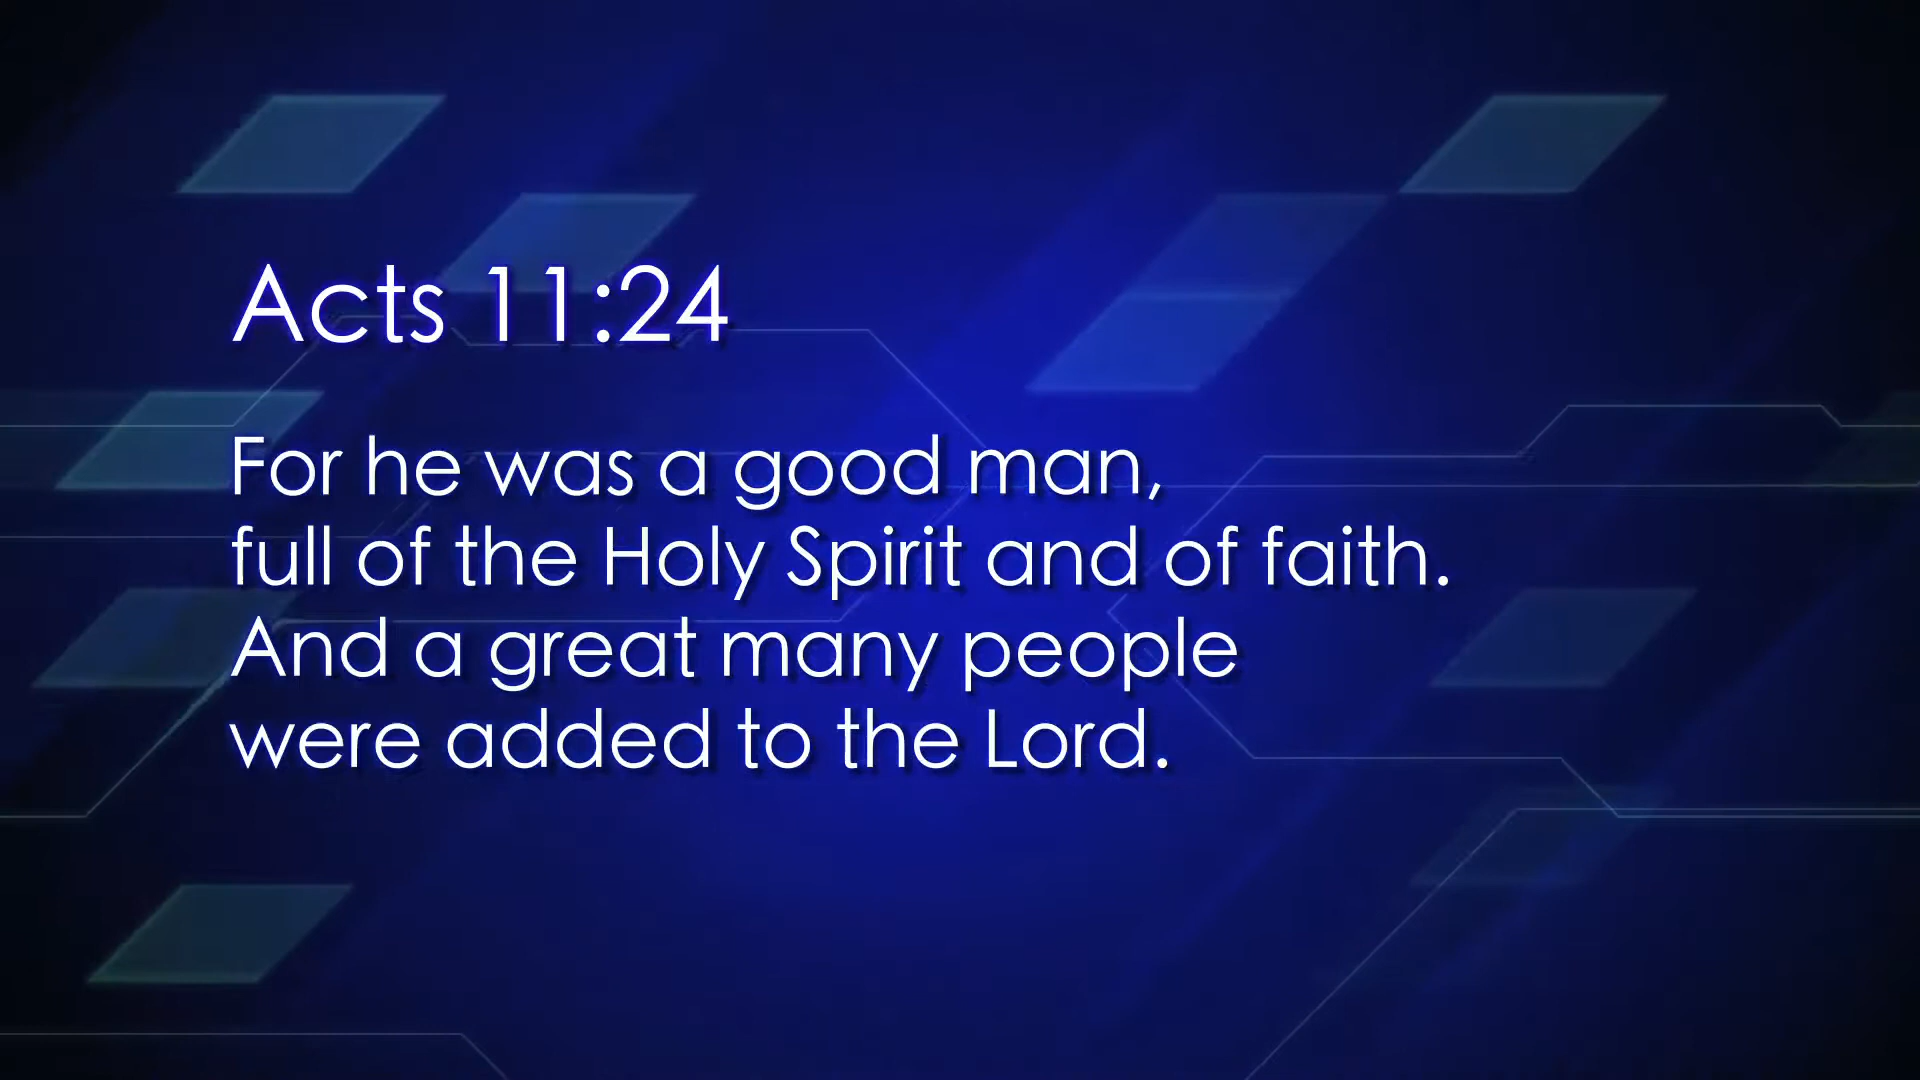 Acts 11:24
For he was a good man,
full of the Holy Spirit and of faith.
And a great many people
were added to the Lord.